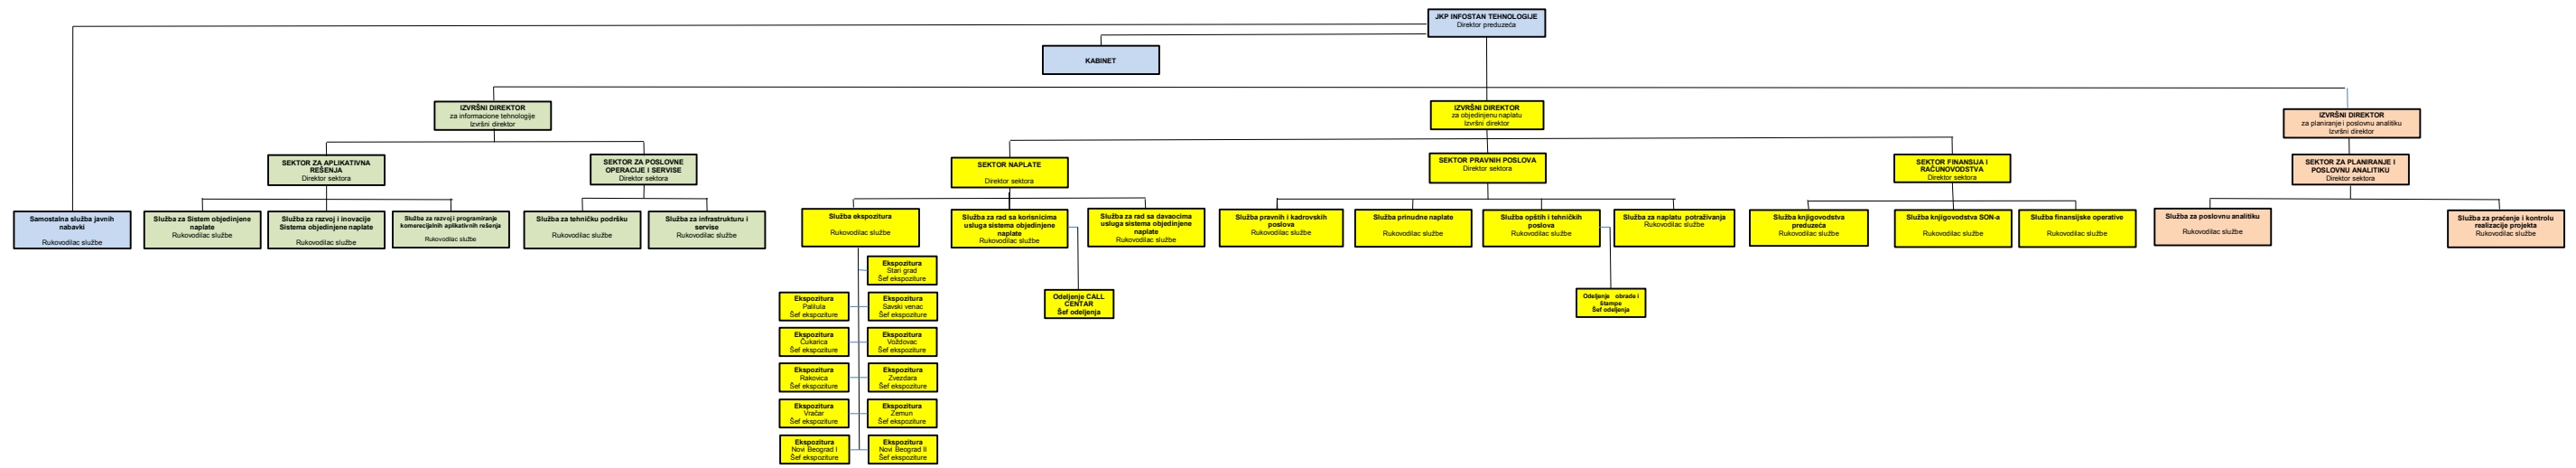 JKP INFOSTAN TEHNOLOGIJE
Direktor preduzeća
KABINET
IZVRŠNI DIREKTOR
za informacione tehnologije
Izvršni direktor
IZVRŠNI DIREKTOR
za objedinjenu naplatu
Izvršni direktor
IZVRŠNI DIREKTOR
za planiranje i poslovnu analitiku
Izvršni direktor
SEKTOR ZA APLIKATIVNA
REŠENJA
Direktor sektora
SEKTOR ZA POSLOVNE
OPERACIJE I SERVISE
Direktor sektora
SEKTOR NAPLATE
Direktor sektora
SEKTOR PRAVNIH POSLOVA
Direktor sektora
SEKTOR FINANSIJA I
RAČUNOVODSTVA
Direktor sektora
SEKTOR ZA PLANIRANJE I
POSLOVNU ANALITIKU
Direktor sektora
Samostalna služba javnih
nabavki
Rukovodilac službe
Služba za Sistem objedinjene
naplate
Rukovodilac službe
Služba za razvoj i inovacije
Sistema objedinjene naplate
Rukovodilac službe
Služba za razvoj i programiranje
komercijalnih aplikativnih rešenja
Rukovodilac službe
Služba za tehničku podršku
Rukovodilac službe
Služba za infrastrukturu i
servise
Rukovodilac službe
Služba ekspozitura
Rukovodilac službe
Služba za rad sa korisnicima
usluga sistema objedinjene
naplate
Rukovodilac službe
Služba za rad sa davaocima
usluga sistema objedinjene
naplate
Rukovodilac službe
Služba pravnih i kadrovskih
poslova
Rukovodilac službe
Služba prinudne naplate
Rukovodilac službe
Služba opštih i tehničkih
poslova
Rukovodilac službe
Služba za naplatu potraživanja
Rukovodilac službe
Služba knjigovodstva
preduzeća
Rukovodilac službe
Služba knjigovodstva SON-a
Rukovodilac službe
Služba finansijske operative
Rukovodilac službe
Služba za poslovnu analitiku
Rukovodilac službe
Služba za praćenje i kontrolu
realizacije projekta
Rukovodilac službe
Ekspozitura
Stari grad
Šef ekspoziture
Ekspozitura
Palilula
Šef ekspoziture
Ekspozitura
Savski venac
Šef ekspoziture
Odeljenje CALL
CENTAR
Šef odeljenja
Odeljenje obrade i
štampe
Šef odeljenja
Ekspozitura
Čukarica
Šef ekspoziture
Ekspozitura
Voždovac
Šef ekspoziture
Ekspozitura
Rakovica
Šef ekspoziture
Ekspozitura
Zvezdara
Šef ekspoziture
Ekspozitura
Vračar
Šef ekspoziture
Ekspozitura
Zemun
Šef ekspoziture
Ekspozitura
Novi Beograd I
Šef ekspoziture
Ekspozitura
Novi Beograd II
Šef ekspoziture